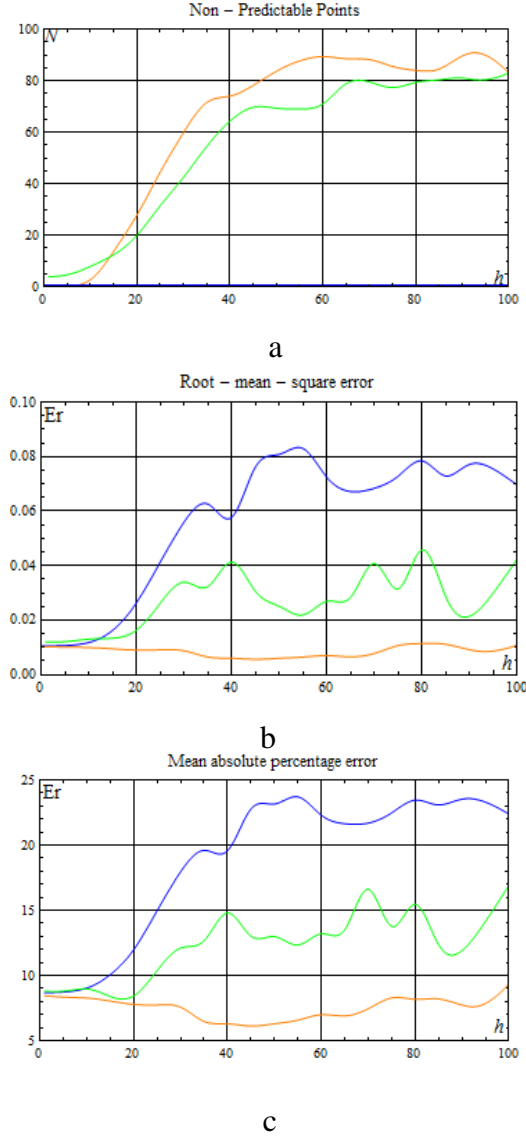 Non – Predictable Points
N
100
80
60
40
20
0
0 20 40 60 80 100
h
a
Root – mean – square error
Er
0.10
0.08
0.06
0.04
0.02
0.00
0 20 40 60 80 100
h
b
Mean absolute percentage error
Er
25
20
15
10
5
0 20 40 60 80 100
h
c